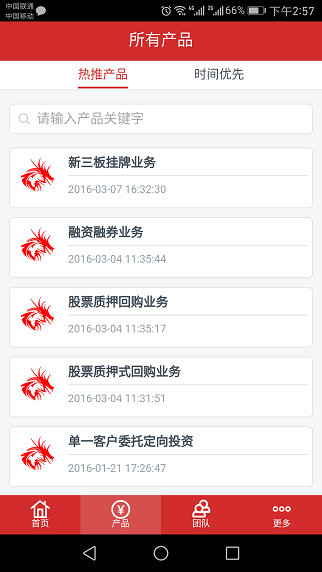 中国联通
中国移动
4G
2G
66%
下午2:57
所有产品
热推产品
时间优先
请输入产品关键字
新三板挂牌业务
2016-03-07 16:32:30
融资融券业务
2016-03-04 11:35:44
股票质押回购业务
2016-03-04 11:35:17
股票质押式回购业务
2016-03-04 11:31:51
单一客户委托定向投资
2016-01-21 17:26:47
首页
产品
团队
更多